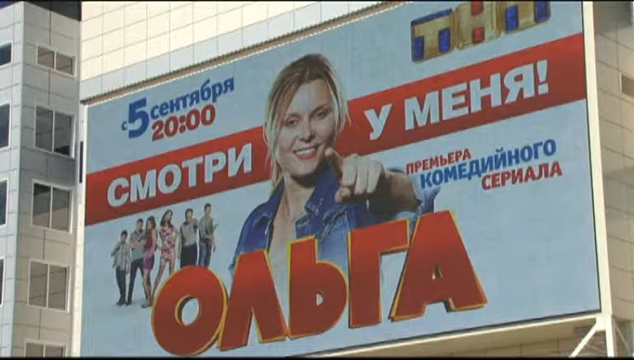 ТНТ
с 5 сентября
20:00
СМОТРИ У МЕНЯ!
ПРЕМЬЕРА
КОМЕДИЙНОГО
СЕРИАЛА
ОЛЬГА